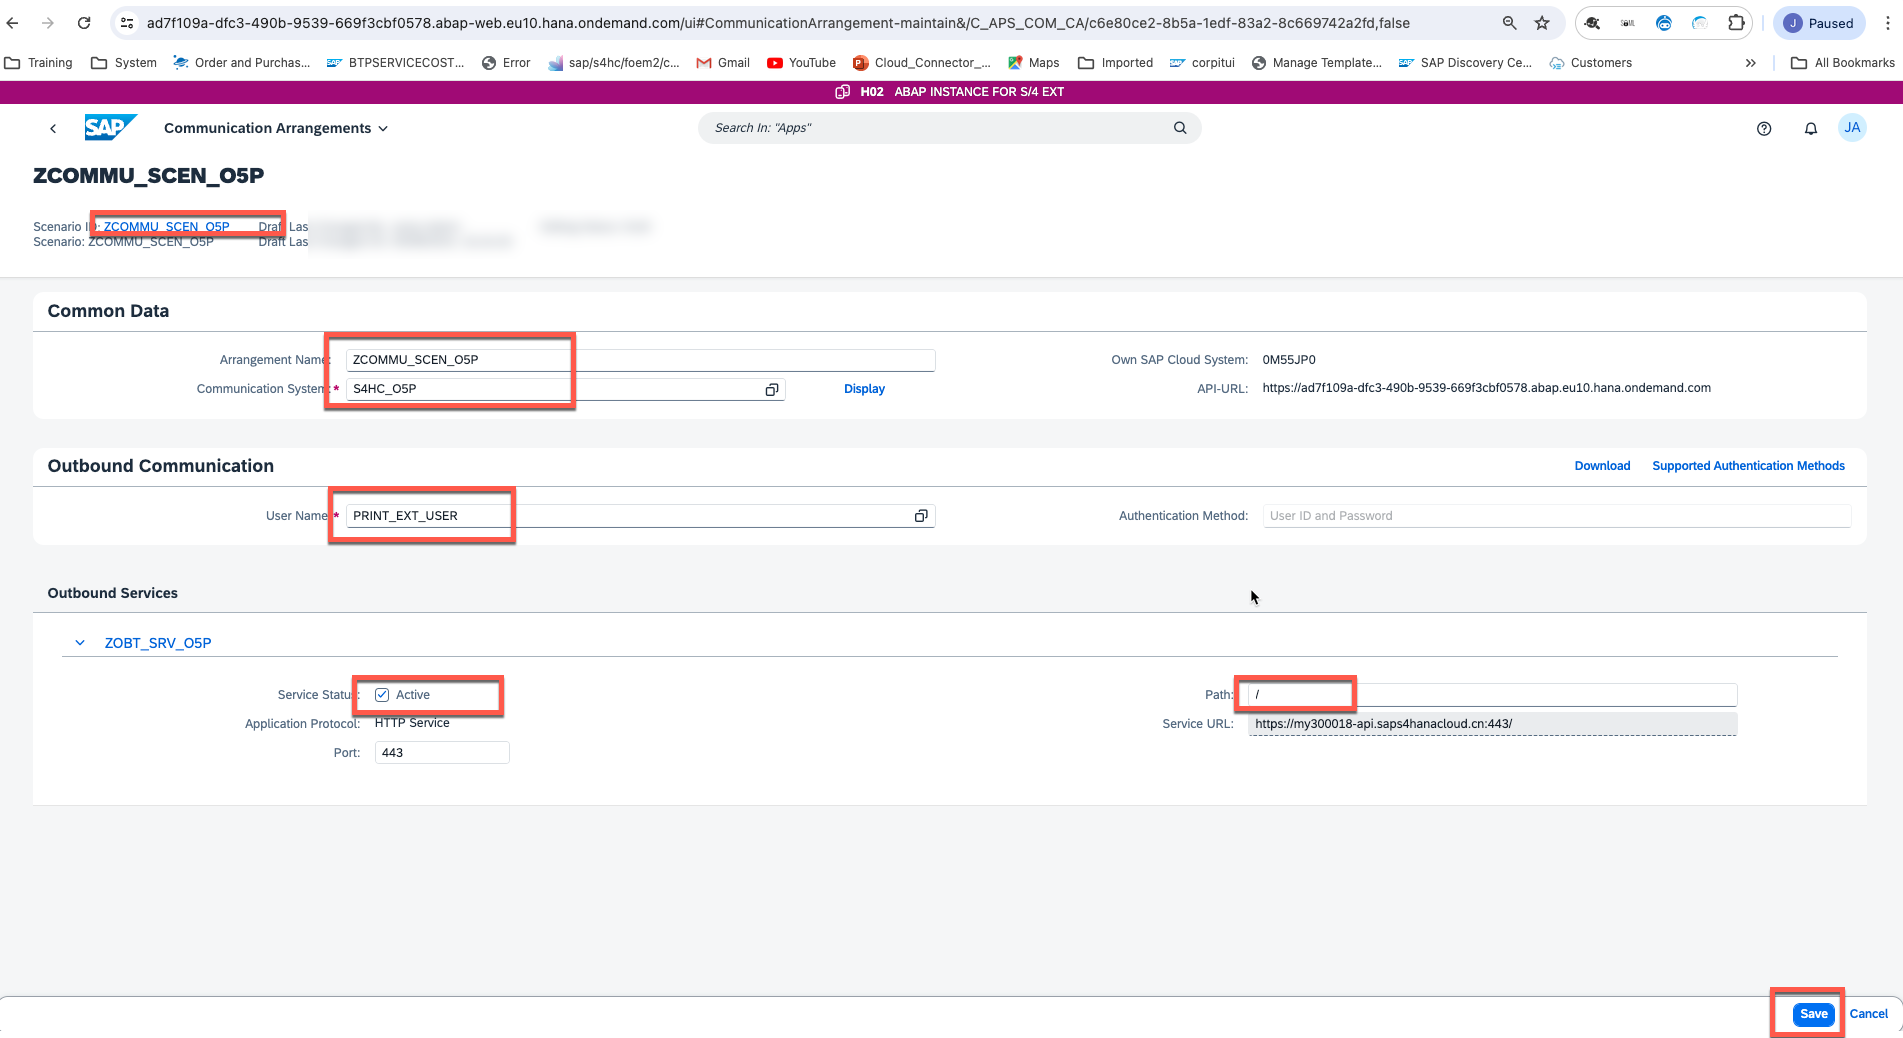 ad7f109a-dfc3-490b-9539-669f3cbf0578.abap-web.eu10.hana.ondemand.com/ui#CommunicationArrangement-maintain&/C_APS_COM_CA/c6e80ce2-8b5a-1edf-83a2-8c669742a2fd,false
J Paused
Training System Order and Purchas... SAP BTPSERVICECOST... Error sap/s4hc/foem2/c... Gmail YouTube Cloud_Connector_... Maps Imported SAP corpitui Manage Template... SAP SAP Discovery Ce... Customers » All Bookmarks
H02 ABAP INSTANCE FOR S/4 EXT
SAP Communication Arrangements Search In: "Apps" JA
ZCOMMU_SCEN_O5P
Scenario ID: ZCOMMU_SCEN_O5P Draft Las
Scenario: ZCOMMU_SCEN_O5P Draft Las
Common Data
Arrangement Name: ZCOMMU_SCEN_O5P Own SAP Cloud System: 0M55JP0
Communication System: * S4HC_O5P Display API-URL: https://ad7f109a-dfc3-490b-9539-669f3cbf0578.abap.eu10.hana.ondemand.com
Outbound Communication Download Supported Authentication Methods
User Name * PRINT_EXT_USER Authentication Method: User ID and Password
Outbound Services
ZOBT_SRV_O5P
Service Status: Active Path: /
Application Protocol: HTTP Service Service URL: https://my300018-api.saps4hanacloud.cn:443/
Port: 443
Save Cancel